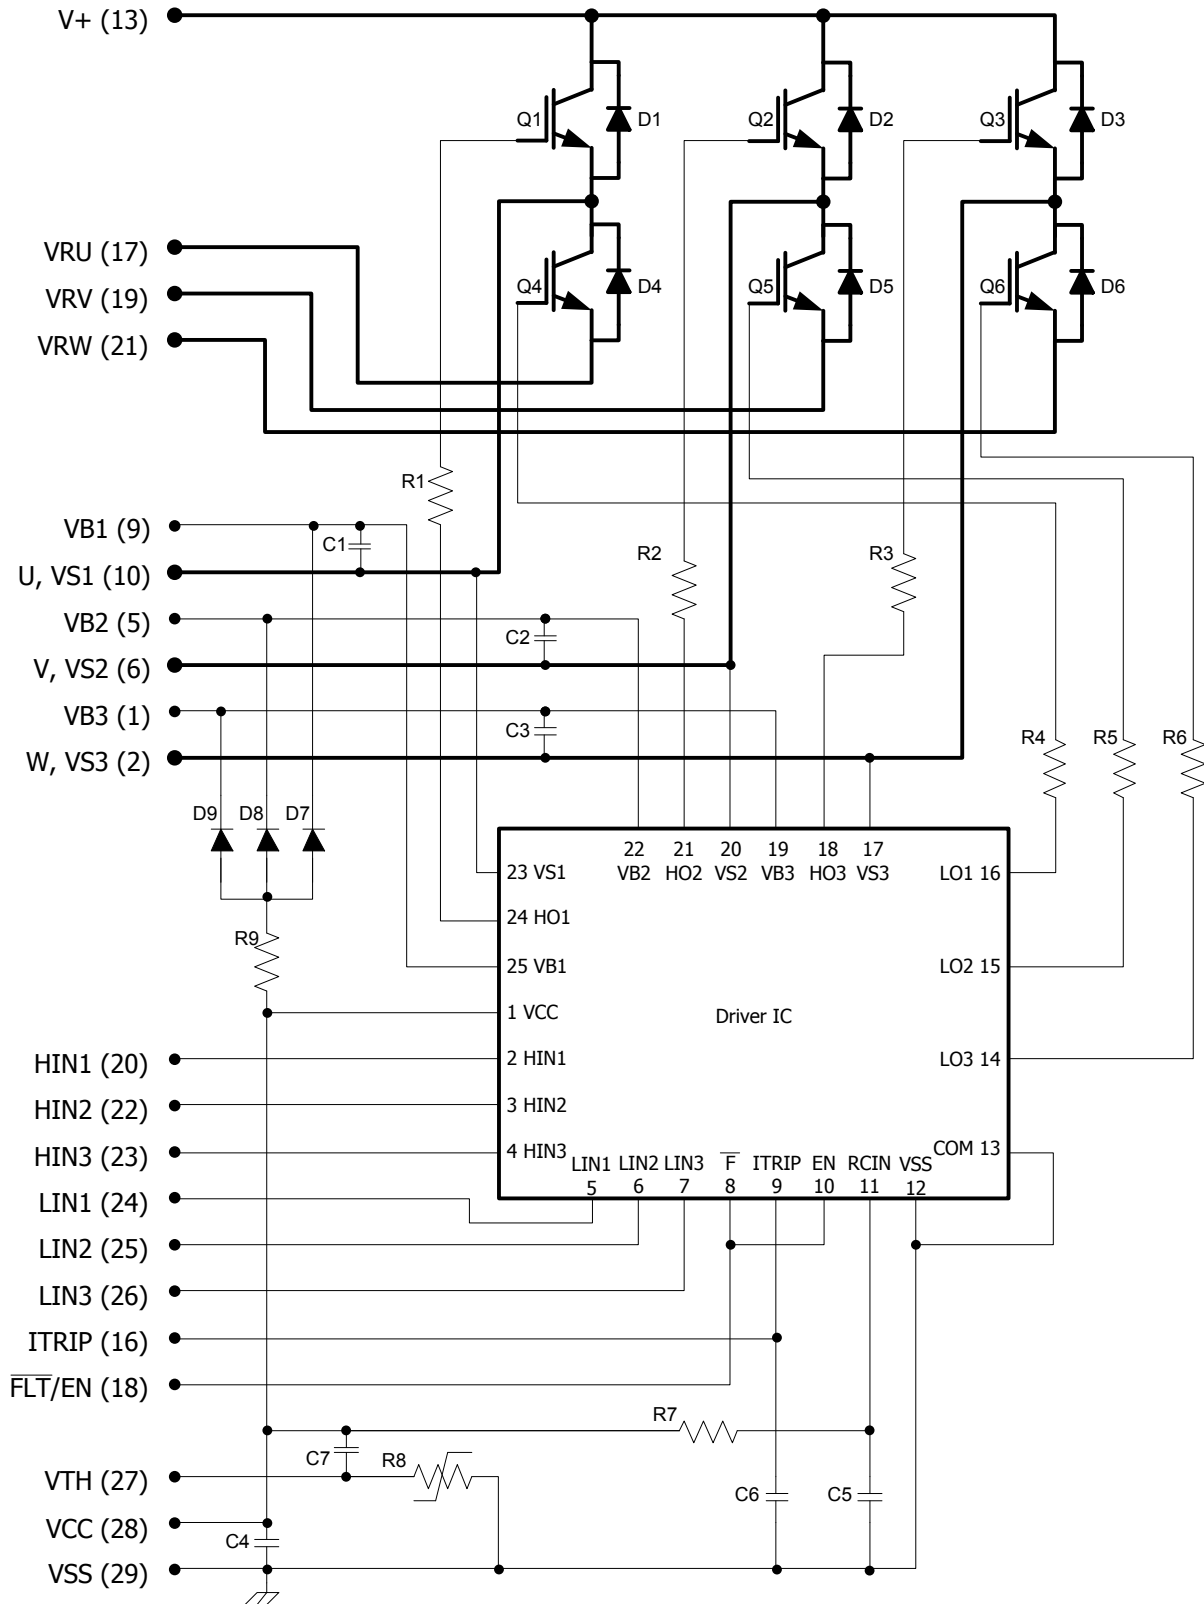 V+ (13)
Q1
D1
Q2
D2
Q3
D3
VRU (17)
Q4
D4
Q5
D5
Q6
D6
VRV (19)
VRW (21)
R1
VB1 (9)
C1
R2
R3
U, VS1 (10)
VB2 (5)
C2
V, VS2 (6)
VB3 (1)
C3
R4
R5
R6
W, VS3 (2)
D9
D8
D7
22
21
20
19
18
17
VB2
HO2
VS2
VB3
HO3
VS3
23 VS1
LO1 16
24 HO1
R9
25 VB1
LO2 15
1 VCC
Driver IC
HIN1 (20)
2 HIN1
LO3 14
HIN2 (22)
3 HIN2
HIN3 (23)
4 HIN3
COM 13
LIN1
LIN2
LIN3
F̅
ITRIP
EN
RCIN
VSS
5
6
7
8
9
10
11
12
LIN1 (24)
LIN2 (25)
LIN3 (26)
ITRIP (16)
F̅L̅T̅/EN (18)
R7
C7
R8
VTH (27)
C6
C5
VCC (28)
C4
VSS (29)